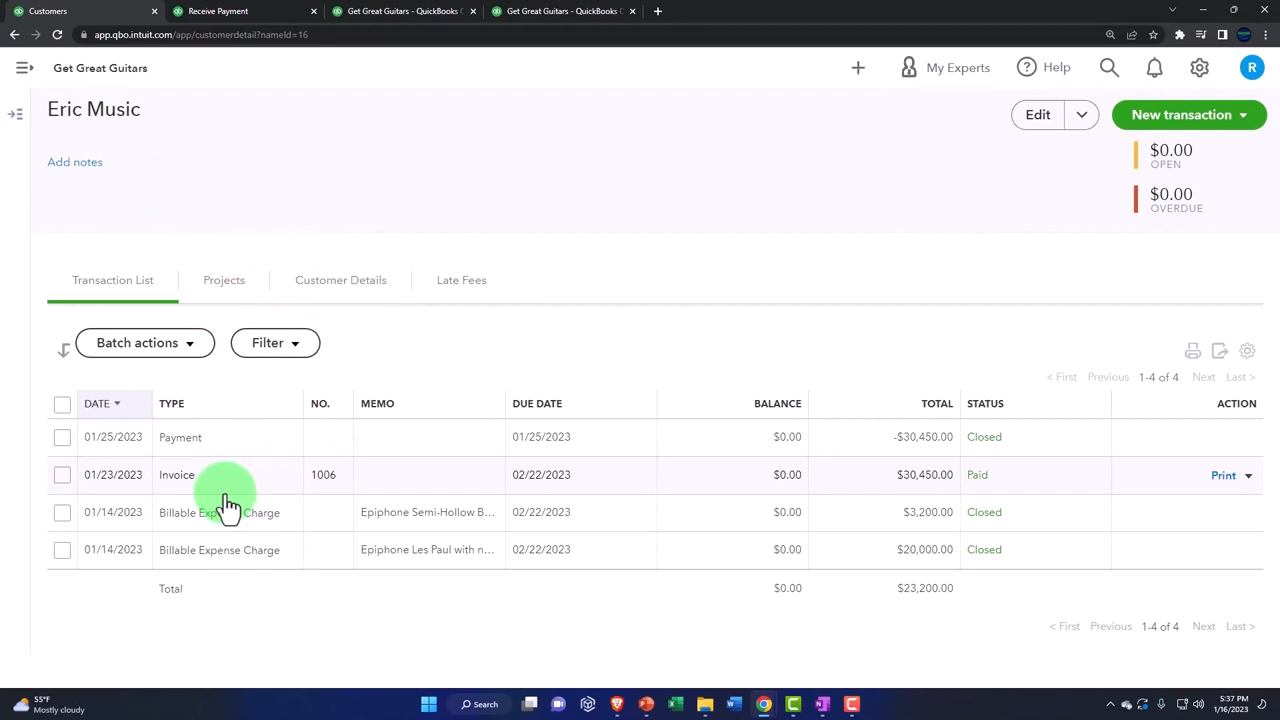 Customers
Receive Payment
Get Great Guitars - QuickBooks C
Get Great Guitars - QuickBooks C
app.qbo.intuit.com/app/customerdetail?nameId=16
Get Great Guitars
My Experts
Help
R
Eric Music
Edit
New transaction
Add notes
$0.00
OPEN
$0.00
OVERDUE
Transaction List
Projects
Customer Details
Late Fees
Batch actions
Filter
< First Previous 1-4 of 4 Next Last >
DATE TYPE NO. MEMO DUE DATE BALANCE TOTAL STATUS ACTION
01/25/2023 Payment 01/25/2023 $0.00 -$30,450.00 Closed
01/23/2023 Invoice 1006 02/22/2023 $0.00 $30,450.00 Paid Print
01/14/2023 Billable Expense Charge Epiphone Semi-Hollow B... 02/22/2023 $0.00 $3,200.00 Closed
01/14/2023 Billable Expense Charge Epiphone Les Paul with n... 02/22/2023 $0.00 $20,000.00 Closed
Total $0.00 $23,200.00
< First Previous 1-4 of 4 Next Last >
55°F
Mostly cloudy
Search
5:37 PM
1/16/2023